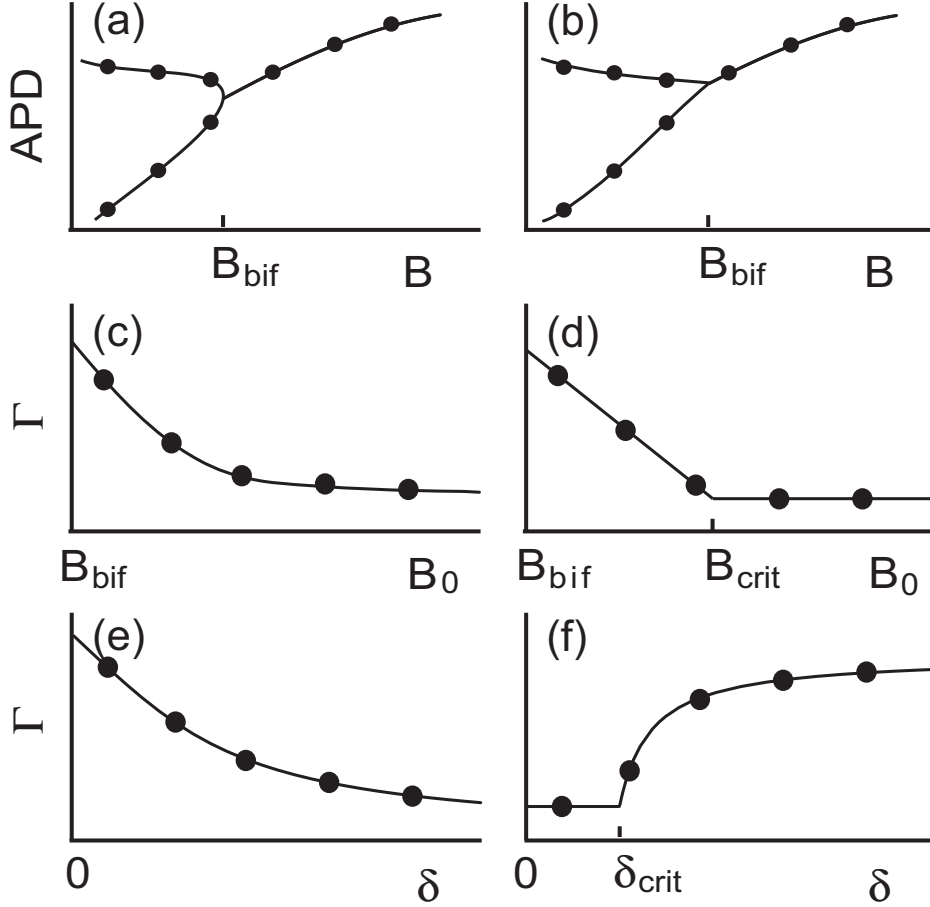 (a) (b)
APD
B_bif B B_bif B
(c) (d)
Γ
B_bif B_0 B_bif B_crit B_0
(e) (f)
Γ
0 δ 0 δ_crit δ